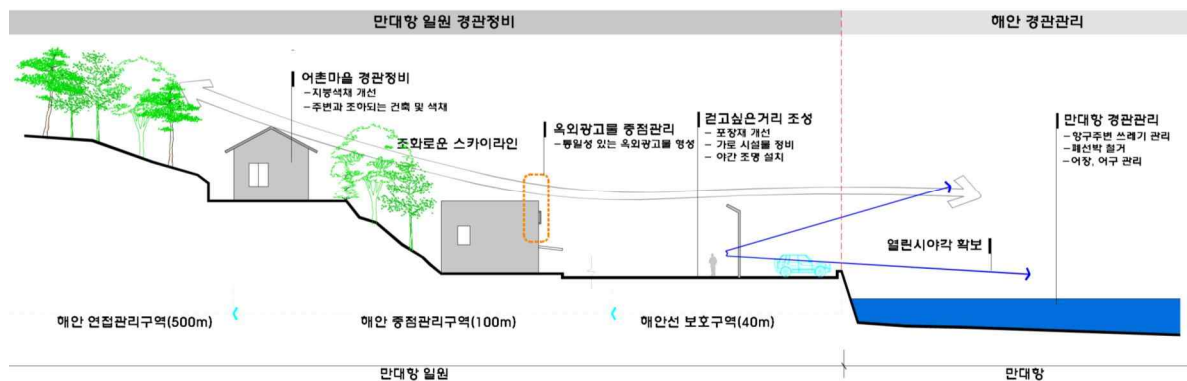 만대항 일원 경관정비
해안 경관관리
어촌마을 경관정비
-지붕색채 개선
-주변과 조화되는 건축 및 색채
조화로운 스카이라인
옥외광고물 중점관리
-통일성 있는 옥외광고물 형성
걷고싶은거리 조성
- 포장재 개선
- 가로 시설물 정비
- 야간 조명 설치
만대항 경관관리
-항구주변 쓰레기 관리
-폐선박 철거
-어장, 어구 관리
열린시야각 확보
해안 연접관리구역(500m)
해안 중점관리구역(100m)
해안선 보호구역(40m)
만대항 일원
만대항